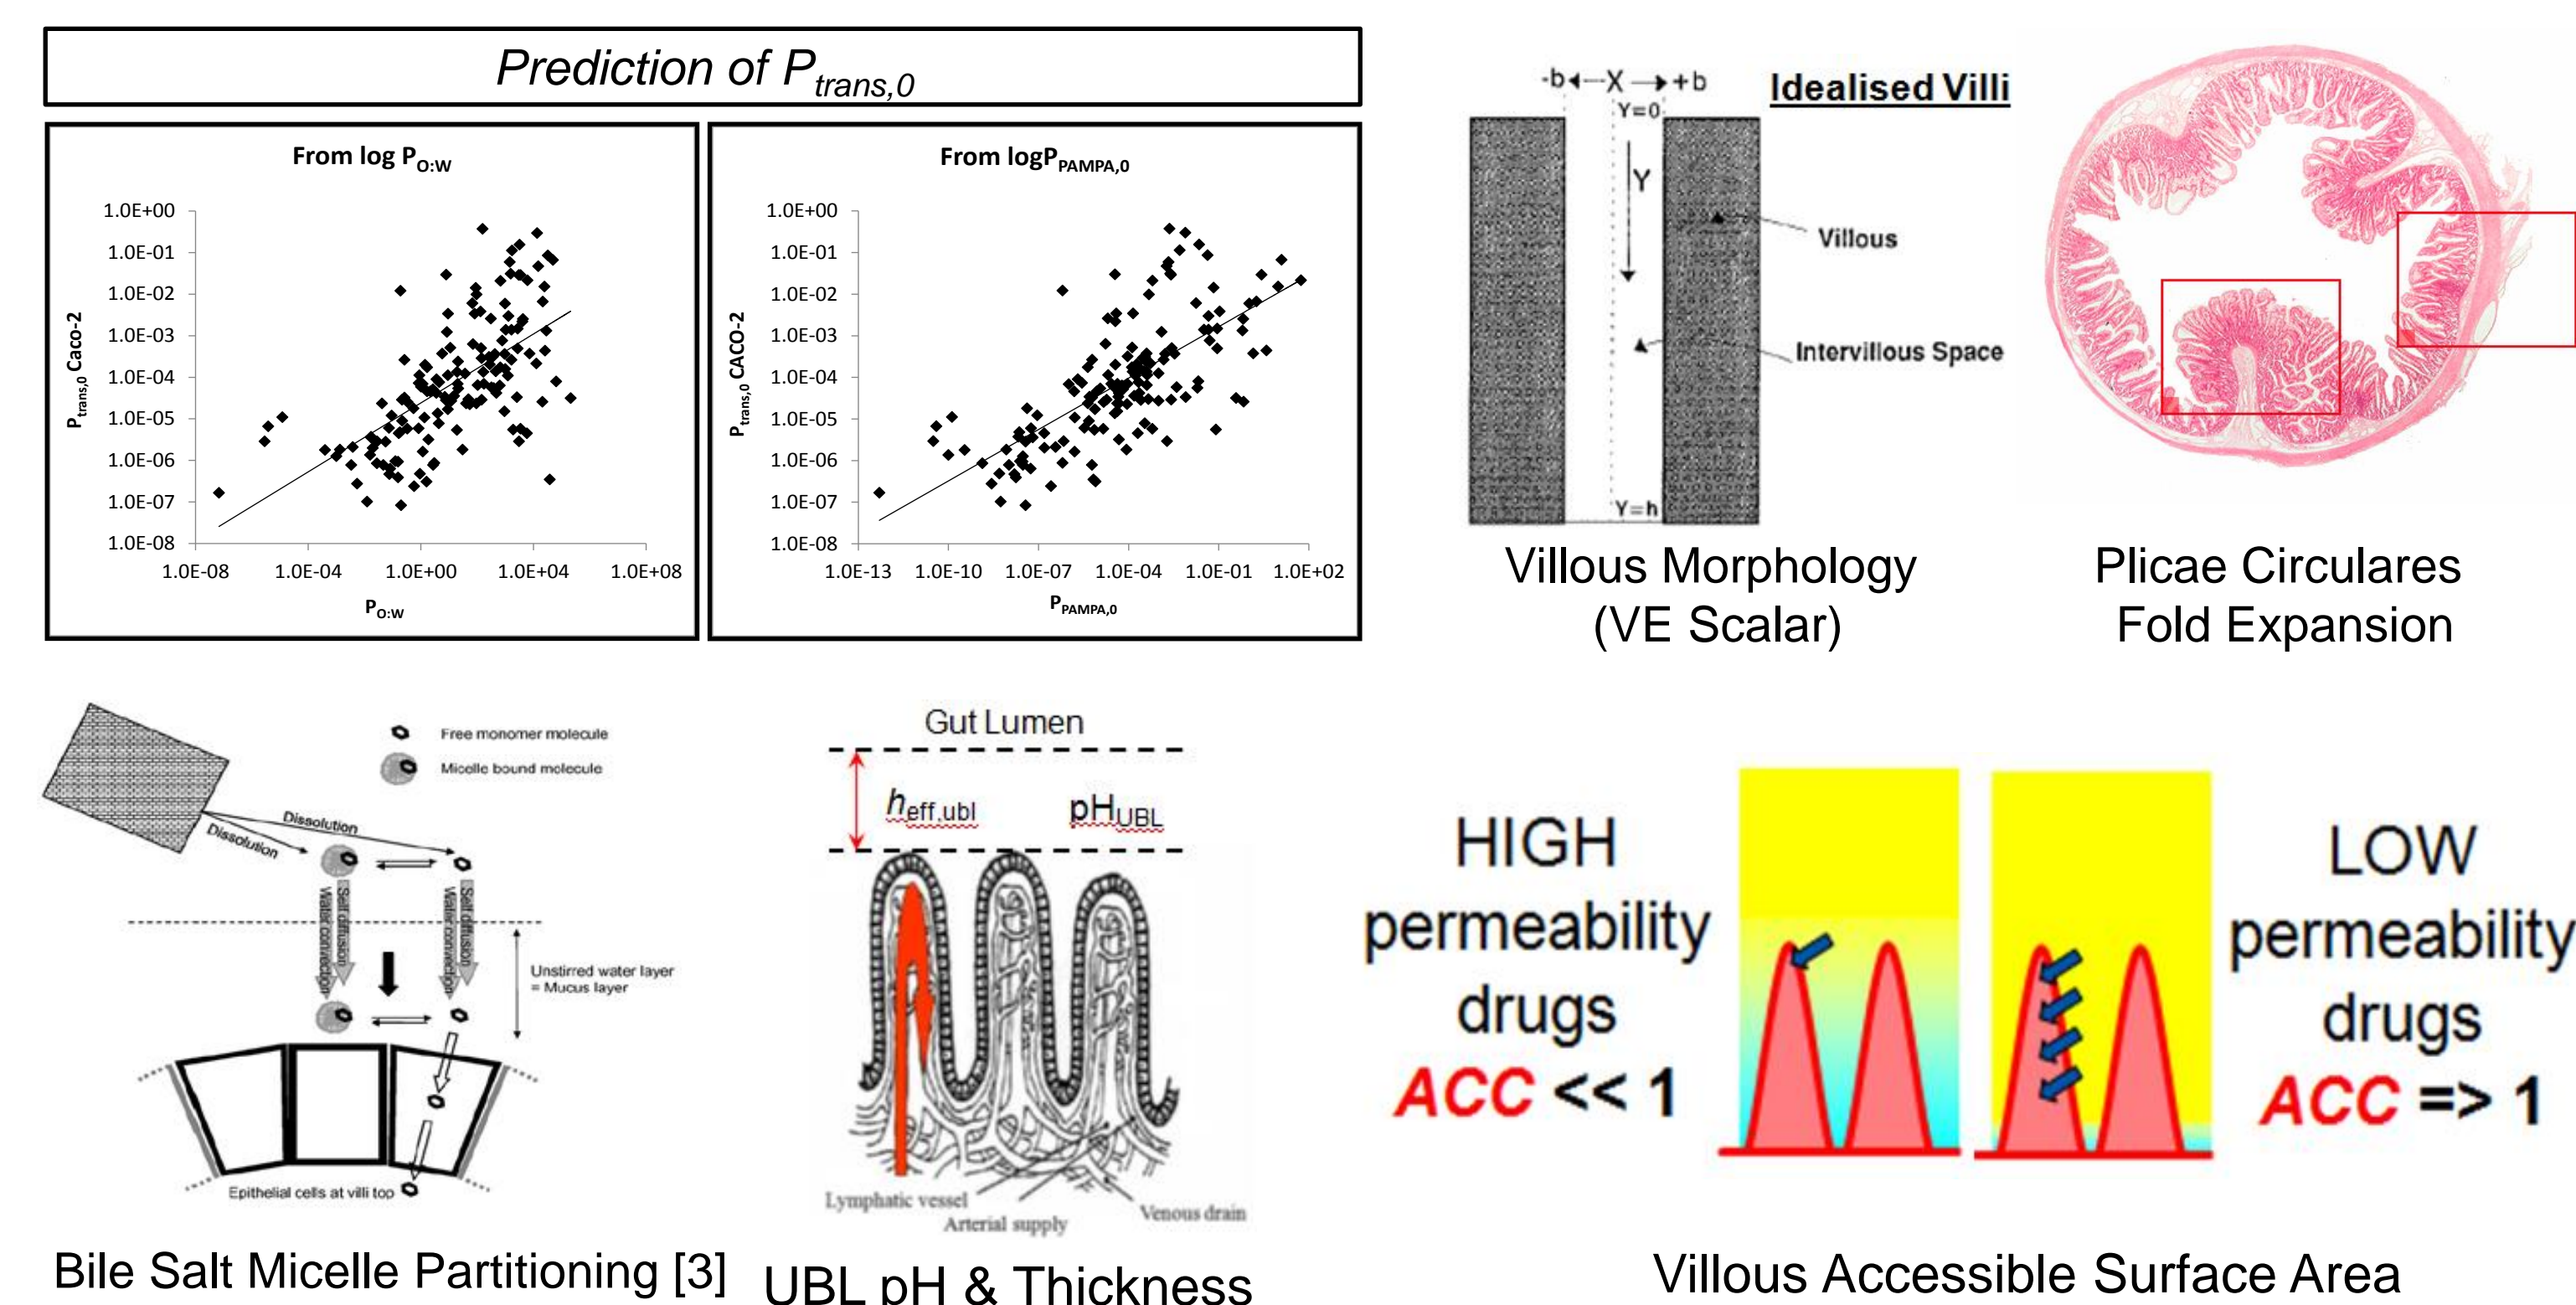 Prediction of P_trans,0
From log P_O:W
1.0E+00
1.0E-01
1.0E-02
1.0E-03
1.0E-04
1.0E-05
1.0E-06
1.0E-07
1.0E-08
P_trans,0 Caco-2
1.0E-08 1.0E-04 1.0E+00 1.0E+04 1.0E+08
P_O:W
From logP_PAMPA,0
1.0E+00
1.0E-01
1.0E-02
1.0E-03
1.0E-04
1.0E-05
1.0E-06
1.0E-07
1.0E-08
P_trans,0 CACO-2
1.0E-13 1.0E-10 1.0E-07 1.0E-04 1.0E-01 1.0E+02
P_PAMPA,0
-b X +b
Idealised Villi
Y=0
Y
Villous
Intervillous Space
Y=h
Villous Morphology
(VE Scalar)
Plicae Circulares
Fold Expansion
Free monomer molecule
Micelle bound molecule
Dissolution
Dissolution
Water convection
Self diffusion
Water convection
Self diffusion
Unstirred water layer
= Mucus layer
Epithelial cells at villi top
Bile Salt Micelle Partitioning [3]
Gut Lumen
h_eff,ubl pH_UBL
Lymphatic vessel
Arterial supply
Venous drain
UBL pH & Thickness
HIGH
permeability
drugs
ACC << 1
LOW
permeability
drugs
ACC => 1
Villous Accessible Surface Area